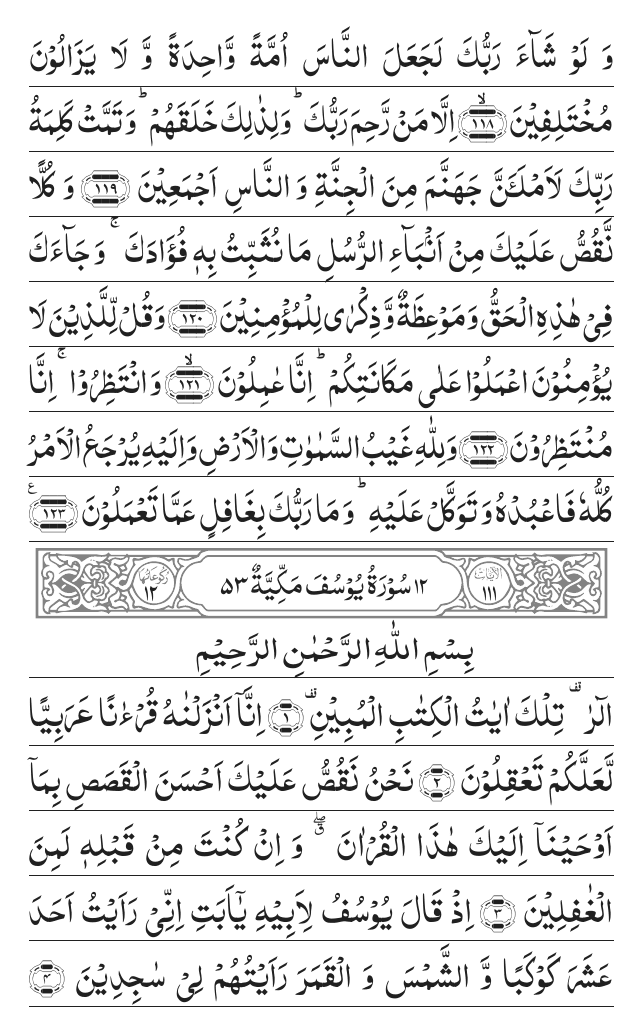 وَ لَوْ شَآءَ رَبُّكَ لَجَعَلَ النَّاسَ اُمَّةً وَّاحِدَةً وَّ لَا يَزَالُوْنَ
مُخْتَلِفِيْنَ ﴿۱۱۸﴾ۙ اِلَّا مَنْ رَّحِمَ رَبُّكَ ؕ وَلِذٰلِكَ خَلَقَهُمْ ؕ وَتَمَّتْ كَلِمَةُ
رَبِّكَ لَاَمْلَـَٔنَّ جَهَنَّمَ مِنَ الْجِنَّةِ وَ النَّاسِ اَجْمَعِيْنَ ﴿۱۱۹﴾ وَ كُلًّا
نَّقُصُّ عَلَيْكَ مِنْ اَنْۢبَآءِ الرُّسُلِ مَا نُثَبِّتُ بِهٖ فُؤَادَكَ ۚ وَ جَآءَكَ
فِيْ هٰذِهِ الْحَقُّ وَ مَوْعِظَةٌ وَّ ذِكْرٰى لِلْمُؤْمِنِيْنَ ﴿۱۲۰﴾ وَ قُلْ لِّلَّذِيْنَ لَا
يُؤْمِنُوْنَ اعْمَلُوْا عَلٰى مَكَانَتِكُمْ ؕ اِنَّا عٰمِلُوْنَ ﴿۱۲۱﴾ۙ وَ انْتَظِرُوْا ۚ اِنَّا
مُنْتَظِرُوْنَ ﴿۱۲۲﴾ وَ لِلّٰهِ غَيْبُ السَّمٰوٰتِ وَ الْاَرْضِ وَ اِلَيْهِ يُرْجَعُ الْاَمْرُ
كُلُّهٗ فَاعْبُدْهُ وَ تَوَكَّلْ عَلَيْهِ ؕ وَ مَا رَبُّكَ بِغَافِلٍ عَمَّا تَعْمَلُوْنَ ﴿۱۲۳﴾ ع
الآيات ۱۱۱ ۱۲ سُوْرَةُ يُوْسُفَ مَكِّيَّةٌ ۵۳ ركوعاتها ۱۲
بِسْمِ اللّٰهِ الرَّحْمٰنِ الرَّحِيْمِ
الٓرٰ ۟ تِلْكَ اٰيٰتُ الْكِتٰبِ الْمُبِيْنِ ۟ ﴿۱﴾ اِنَّاۤ اَنْزَلْنٰهُ قُرْءٰنًا عَرَبِيًّا
لَّعَلَّكُمْ تَعْقِلُوْنَ ﴿۲﴾ نَحْنُ نَقُصُّ عَلَيْكَ اَحْسَنَ الْقَصَصِ بِمَاۤ
اَوْحَيْنَاۤ اِلَيْكَ هٰذَا الْقُرْاٰنَ ۖۗ وَ اِنْ كُنْتَ مِنْ قَبْلِهٖ لَمِنَ
الْغٰفِلِيْنَ ﴿۳﴾ اِذْ قَالَ يُوْسُفُ لِاَبِيْهِ يٰۤاَبَتِ اِنِّيْ رَاَيْتُ اَحَدَ
عَشَرَ كَوْكَبًا وَّ الشَّمْسَ وَ الْقَمَرَ رَاَيْتُهُمْ لِيْ سٰجِدِيْنَ ﴿۴﴾